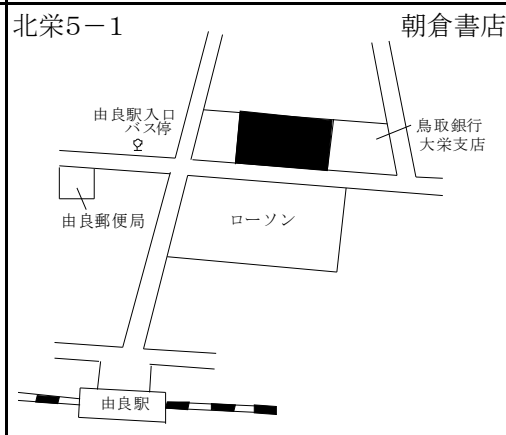 北栄5－1
朝倉書店
由良駅入口
バス停
鳥取銀行
大栄支店
由良郵便局
ローソン
由良駅